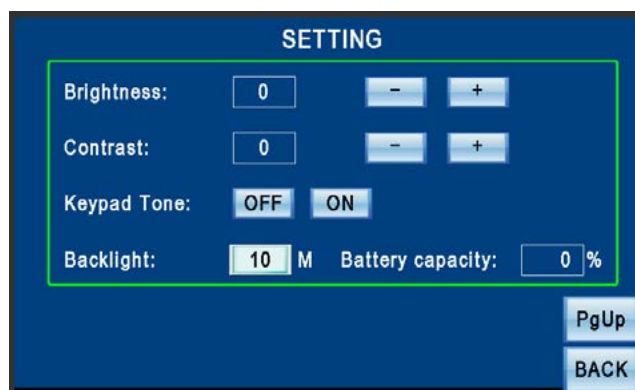 SETTING
Brightness: 0 - +
Contrast: 0 - +
Keypad Tone: OFF ON
Backlight: 10 M Battery capacity: 0 %
PgUp
BACK